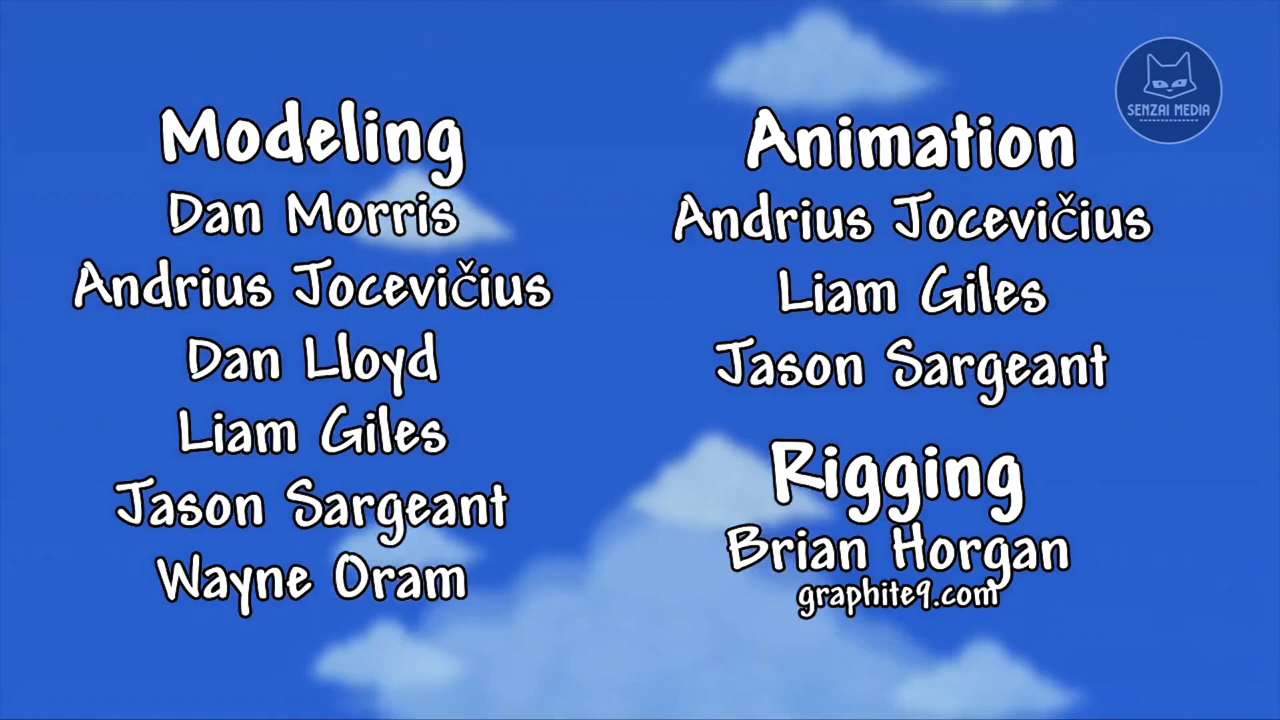 Modeling
Dan Morris
Andrius Jocevičius
Dan Lloyd
Liam Giles
Jason Sargeant
Wayne Oram
Animation
Andrius Jocevičius
Liam Giles
Jason Sargeant
Rigging
Brian Horgan
graphite9.com
SENZAI MEDIA